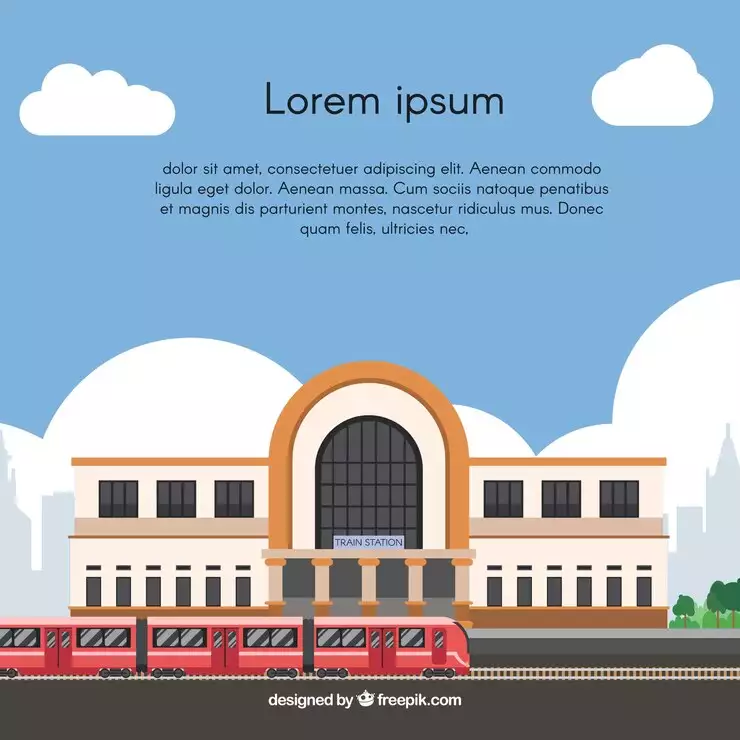 Lorem ipsum
dolor sit amet, consectetuer adipiscing elit. Aenean commodo
ligula eget dolor. Aenean massa. Cum sociis natoque penatibus
et magnis dis parturient montes, nascetur ridiculus mus. Donec
quam felis, ultricies nec,
TRAIN STATION
designed by freepik.com